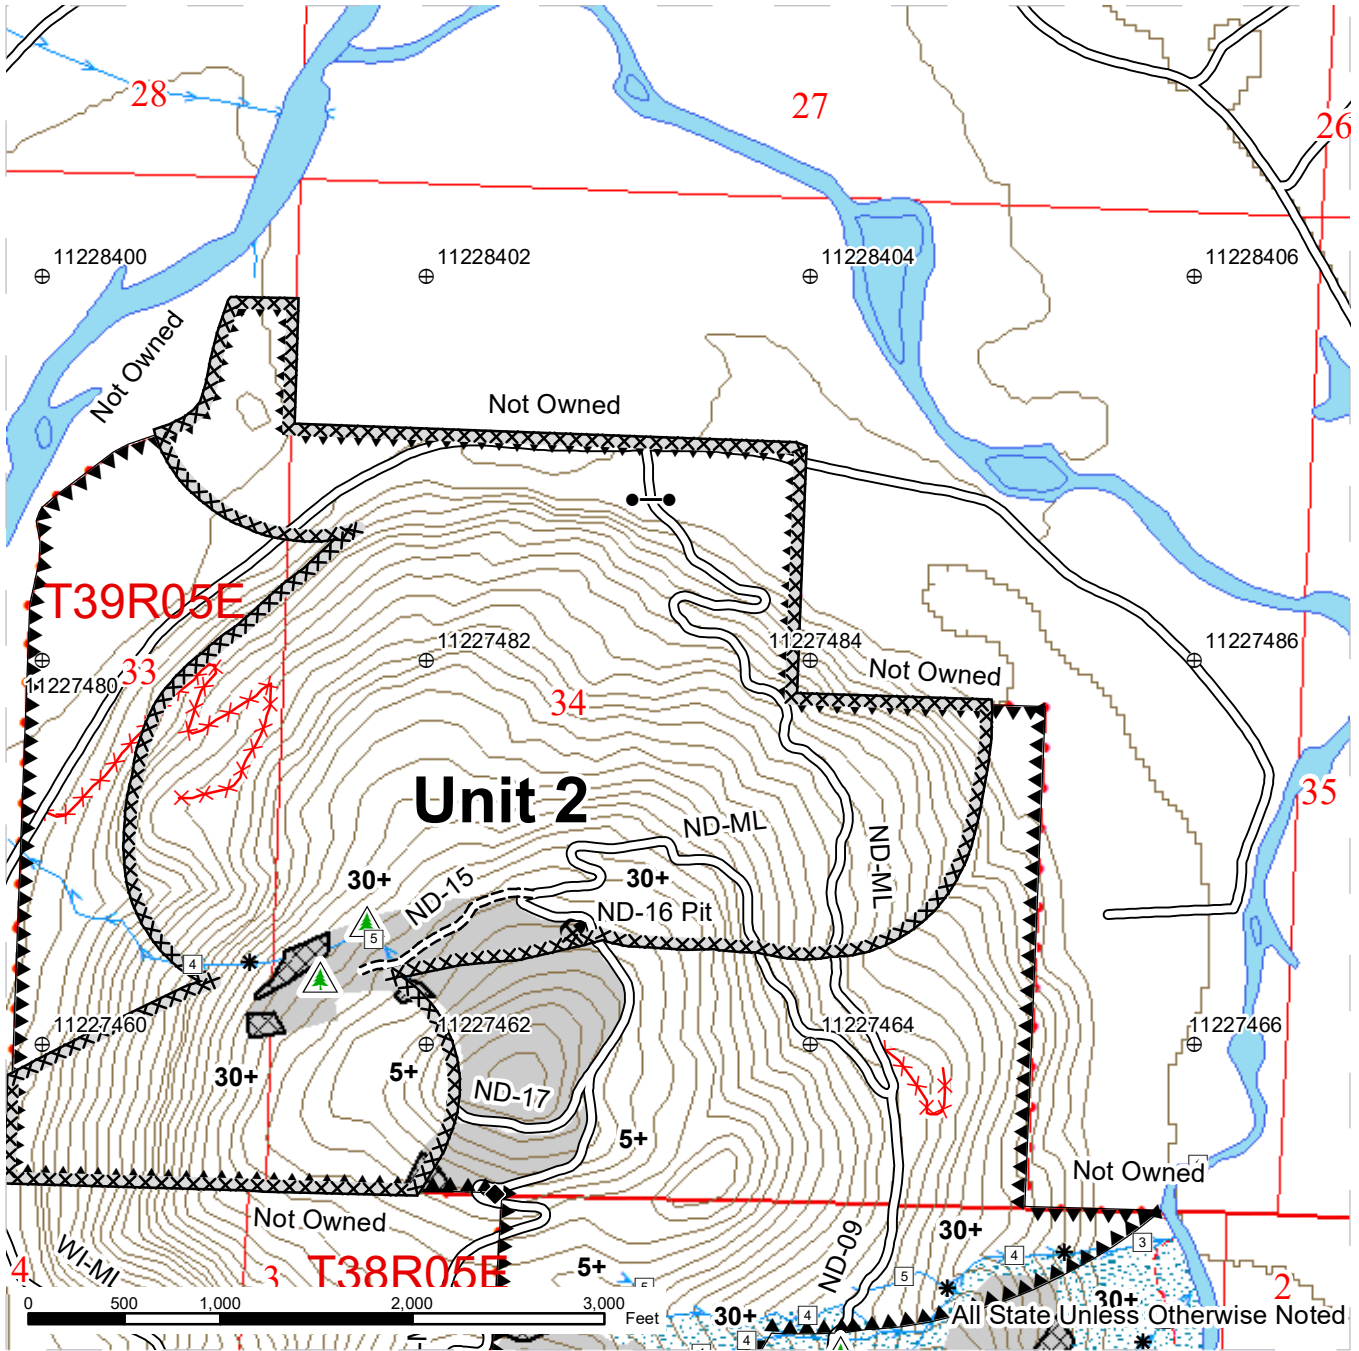 28
27
26
11228400
11228402
11228404
11228406
Not Owned
Not Owned
T39R05E
33
11227480
11227482
11227484
11227486
Not Owned
34
35
Unit 2
ND-ML
ND-ML
30+
ND-15
30+
ND-16 Pit
5
4
11227460
11227462
11227464
11227466
30+
5+
ND-17
5+
Not Owned
Not Owned
30+
ND-09
WI-ML
4
3
T38R05E
5+
5
4
3
2
5
30+
30+
4
4
0 500 1,000 2,000 3,000
Feet
All State Unless Otherwise Noted